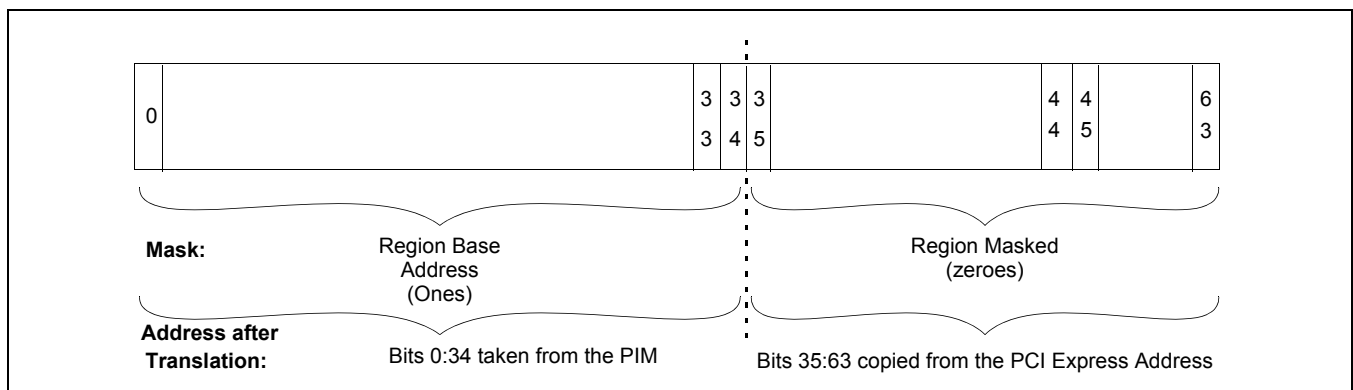 0
3 3 3
4 4
6
3 4 5
4 5
3
Mask:
Region Base
Address
(Ones)
Region Masked
(zeroes)
Address after
Translation:
Bits 0:34 taken from the PIM
Bits 35:63 copied from the PCI Express Address